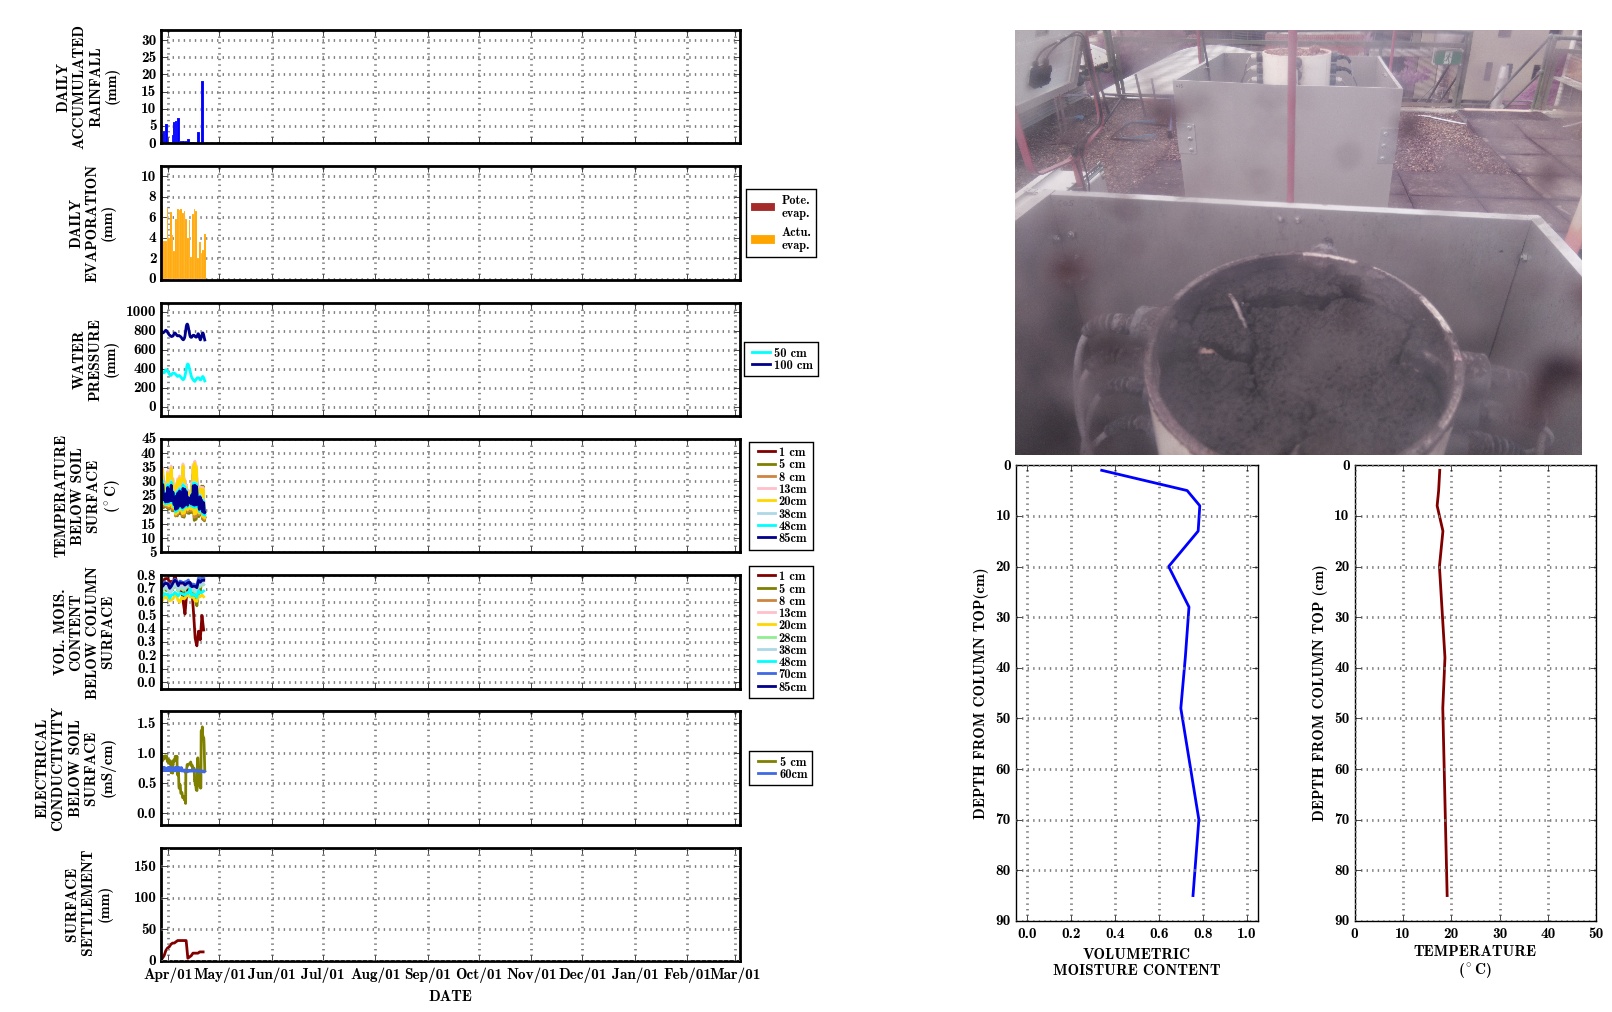 DAILY
ACCUMULATED
RAINFALL
(mm)
30
25
20
15
10
5
0
DAILY
EVAPORATION
(mm)
10
8
6
4
2
0
Pote.
evap.
Actu.
evap.
WATER
PRESSURE
(mm)
1000
800
600
400
200
0
50 cm
100 cm
TEMPERATURE
BELOW SOIL
SURFACE
(°C)
45
40
35
30
25
20
15
10
5
1 cm
5 cm
8 cm
13cm
20cm
38cm
48cm
85cm
VOL. MOIS.
CONTENT
BELOW COLUMN
SURFACE
0.8
0.7
0.6
0.5
0.4
0.3
0.2
0.1
0.0
1 cm
5 cm
8 cm
13cm
20cm
28cm
38cm
48cm
70cm
85cm
ELECTRICAL
CONDUCTIVITY
BELOW SOIL
SURFACE
(mS/cm)
1.5
1.0
0.5
0.0
5 cm
60cm
SURFACE
SETTLEMENT
(mm)
150
100
50
0
Apr/01 May/01 Jun/01 Jul/01 Aug/01 Sep/01 Oct/01 Nov/01 Dec/01 Jan/01 Feb/01 Mar/01
DATE
DEPTH FROM COLUMN TOP(cm)
0
10
20
30
40
50
60
70
80
90
0.0 0.2 0.4 0.6 0.8 1.0
VOLUMETRIC
MOISTURE CONTENT
DEPTH FROM COLUMN TOP (cm)
0
10
20
30
40
50
60
70
80
90
0 10 20 30 40 50
TEMPERATURE
(°C)